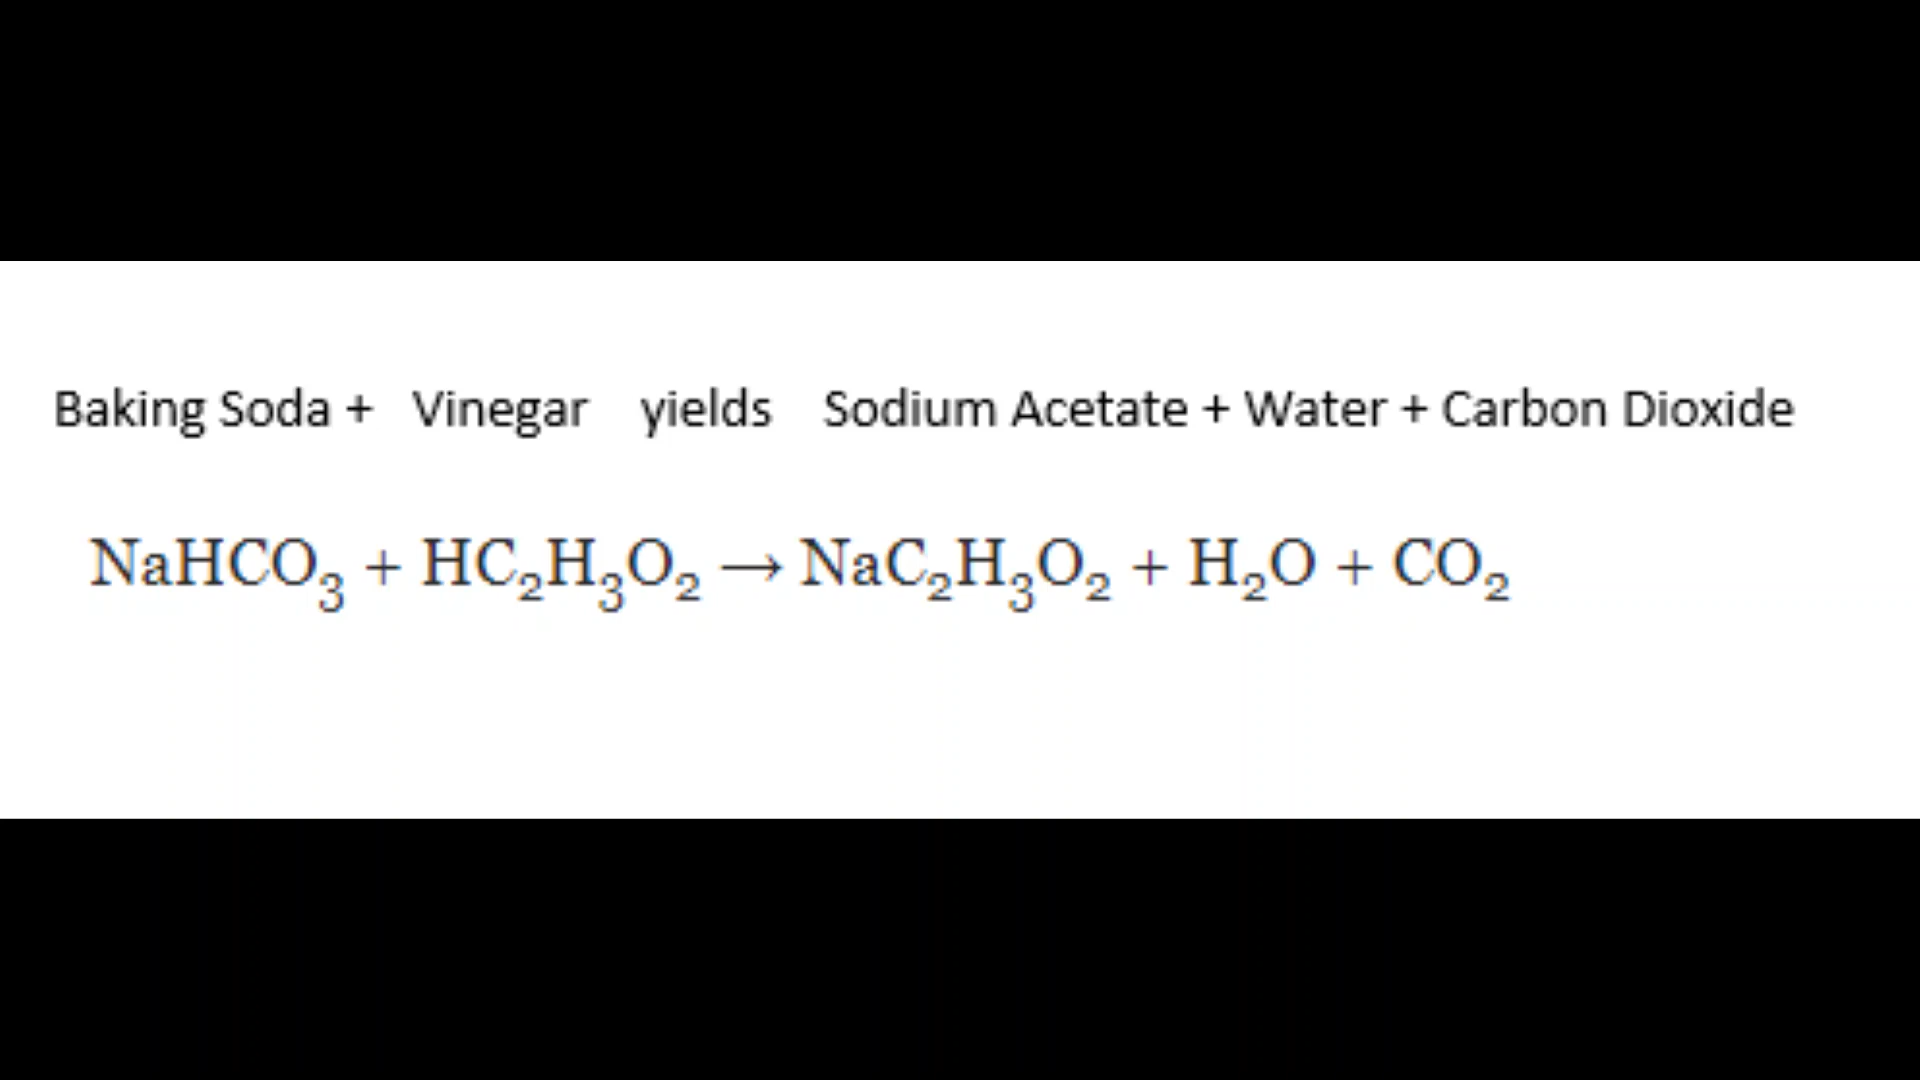 Baking Soda + Vinegar yields Sodium Acetate + Water + Carbon Dioxide
NaHCO₃ + HC₂H₃O₂ → NaC₂H₃O₂ + H₂O + CO₂